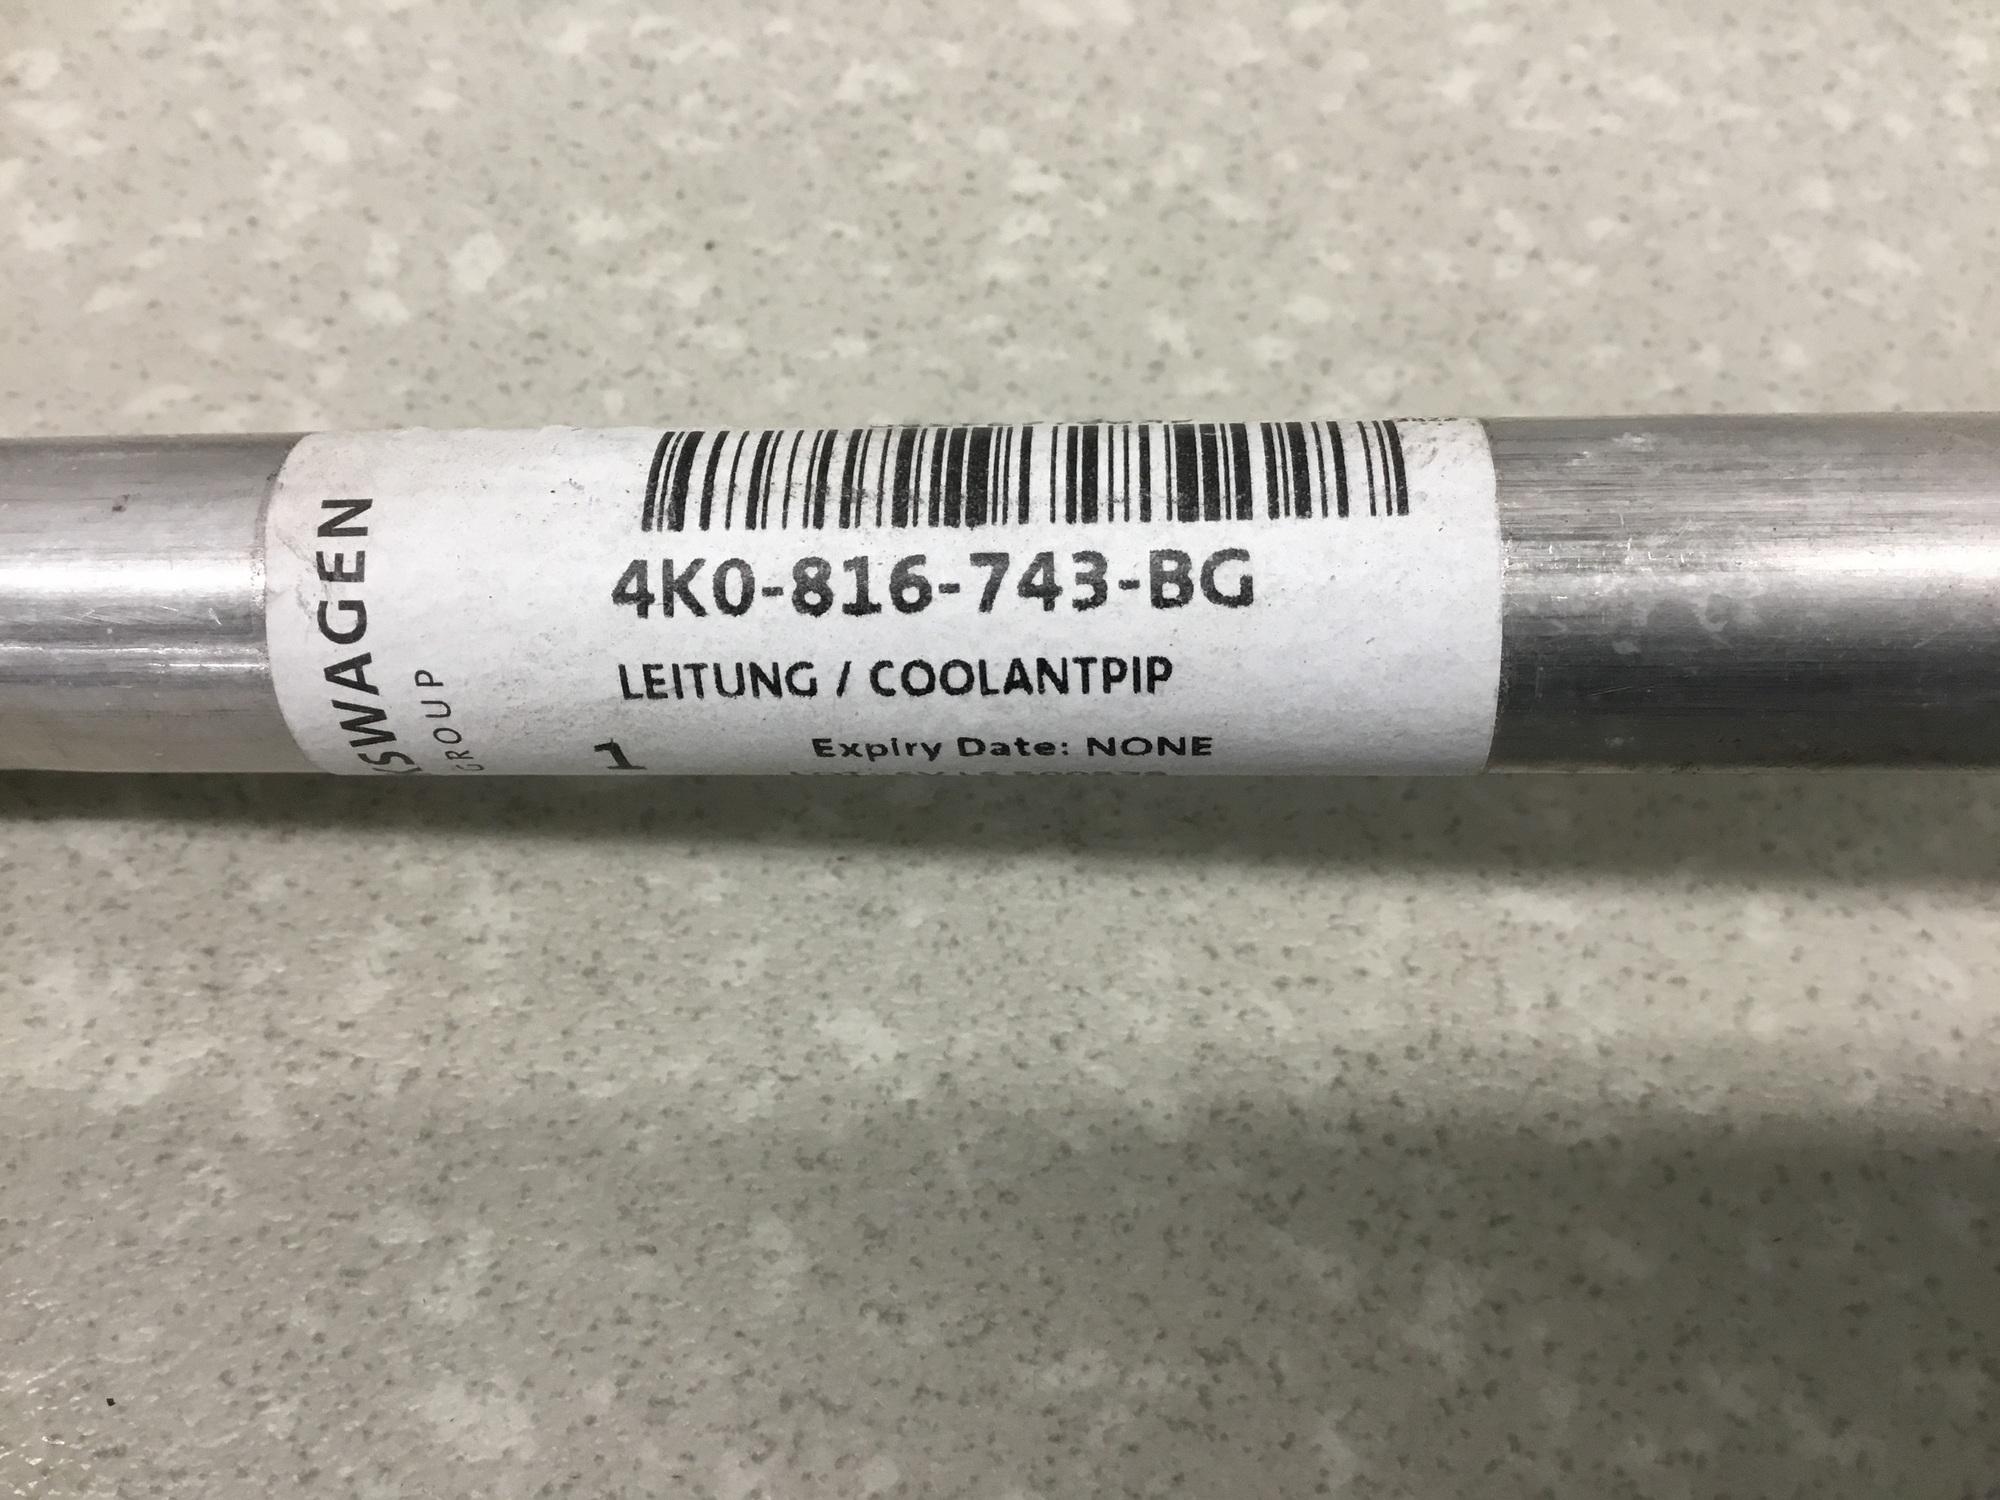 SWAGEN
GROUP
4K0-816-743-BG
LEITUNG / COOLANTPIP
1
Expiry Date: NONE